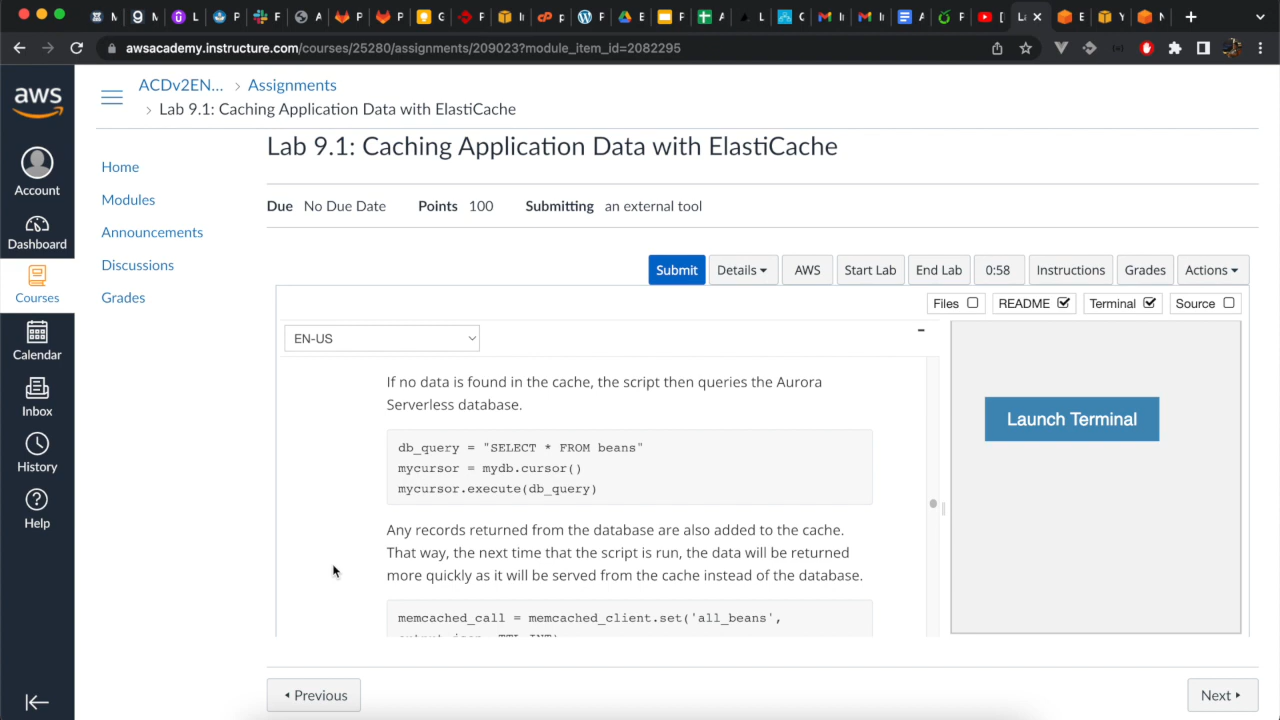 awsacademy.instructure.com/courses/25280/assignments/209023?module_item_id=2082295
aws
Account
Dashboard
Courses
Calendar
Inbox
History
Help
ACDv2EN... > Assignments
> Lab 9.1: Caching Application Data with ElastiCache
Home
Modules
Announcements
Discussions
Grades
Lab 9.1: Caching Application Data with ElastiCache
Due No Due Date Points 100 Submitting an external tool
Submit Details AWS Start Lab End Lab 0:58 Instructions Grades Actions
Files README Terminal Source
EN-US
If no data is found in the cache, the script then queries the Aurora
Serverless database.
db_query = "SELECT * FROM beans"
mycursor = mydb.cursor()
mycursor.execute(db_query)
Any records returned from the database are also added to the cache.
That way, the next time that the script is run, the data will be returned
more quickly as it will be served from the cache instead of the database.
memcached_call = memcached_client.set('all_beans',
Launch Terminal
Previous
Next